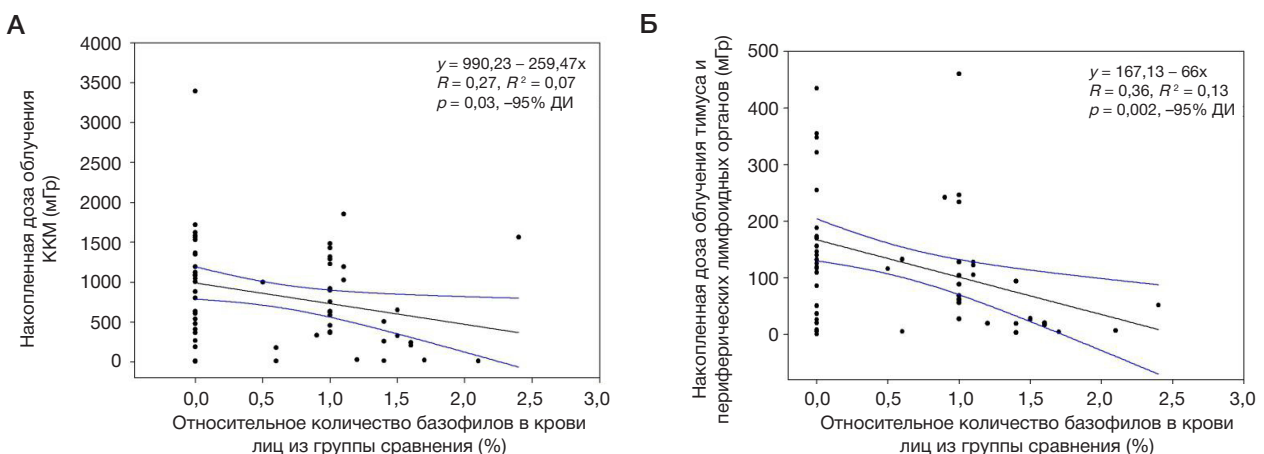 А
4000
3500
3000
2500
2000
1500
1000
500
0
Накопленная доза облучения
ККМ (мГр)
y = 990,23 – 259,47x
R = 0,27, R² = 0,07
p = 0,03, –95% ДИ
0,0 0,5 1,0 1,5 2,0 2,5 3,0
Относительное количество базофилов в крови
лиц из группы сравнения (%)
Б
500
400
300
200
100
0
Накопленная доза облучения тимуса и
периферических лимфоидных органов (мГр)
y = 167,13 – 66x
R = 0,36, R² = 0,13
p = 0,002, –95% ДИ
0,0 0,5 1,0 1,5 2,0 2,5 3,0
Относительное количество базофилов в крови
лиц из группы сравнения (%)